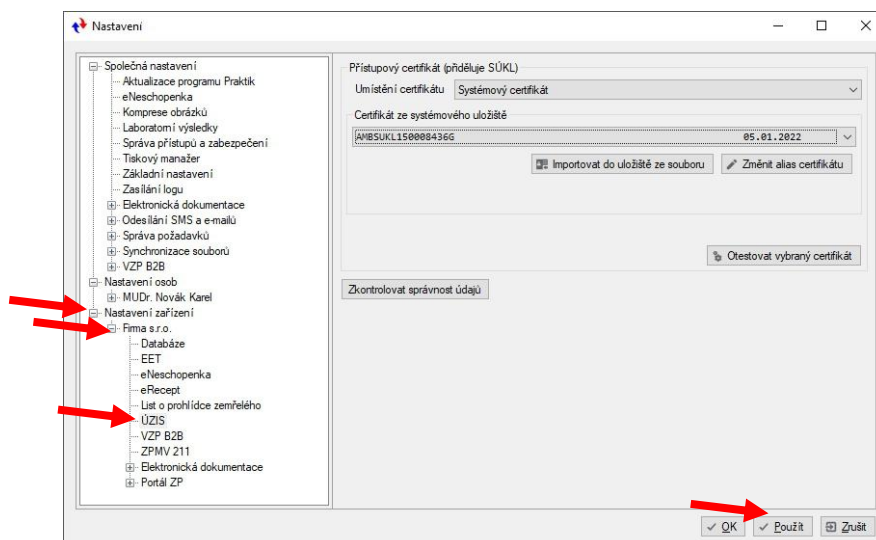 Nastavení
Společná nastavení
Aktualizace programu Praktik
eNeschopenka
Komprese obrázků
Laboratorní výsledky
Správa přístupů a zabezpečení
Tiskový manažer
Základní nastavení
Zasílání logu
Elektronická dokumentace
Odesílání SMS a e-mailů
Správa požadavků
Synchronizace souborů
VZP B2B
Nastavení osob
MUDr. Novák Karel
Nastavení zařízení
Firma s.r.o.
Databáze
EET
eNeschopenka
eRecept
List o prohlídce zemřelého
ÚZIS
VZP B2B
ZPMV 211
Elektronická dokumentace
Portál ZP
Přístupový certifikát (přiděluje SÚKL)
Umístění certifikátu Systémový certifikát
Certifikát ze systémového uložiště
AMBSUKL150008436G 05.01.2022
Importovat do uložiště ze souboru Změnit alias certifikátu
Otestovat vybraný certifikát
Zkontrolovat správnost údajů
OK Použít Zrušit